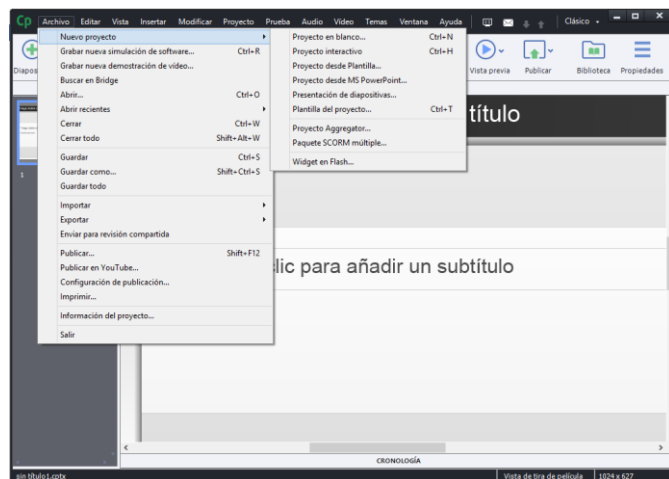 Cp Archivo Editar Vista Insertar Modificar Proyecto Prueba Audio Vídeo Temas Ventana Ayuda Clásico
Nuevo proyecto
Grabar nueva simulación de software... Ctrl+R
Grabar nueva demostración de vídeo...
Buscar en Bridge
Abrir... Ctrl+O
Abrir recientes
Cerrar Ctrl+W
Cerrar todo Shift+Alt+W
Guardar Ctrl+S
Guardar como... Shift+Ctrl+S
Guardar todo
Importar
Exportar
Enviar para revisión compartida
Publicar... Shift+F12
Publicar en YouTube...
Configuración de publicación...
Imprimir...
Información del proyecto...
Salir
Proyecto en blanco... Ctrl+N
Proyecto interactivo Ctrl+H
Proyecto desde Plantilla...
Proyecto desde MS PowerPoint...
Presentación de diapositivas...
Plantilla del proyecto... Ctrl+T
Proyecto Aggregator...
Paquete SCORM múltiple...
Widget en Flash...
Diapos
Vista previa Publicar Biblioteca Propiedades
título
1
clic para añadir un subtítulo
CRONOLOGÍA
sin título1.cptx Vista de tira de película 1024 x 627